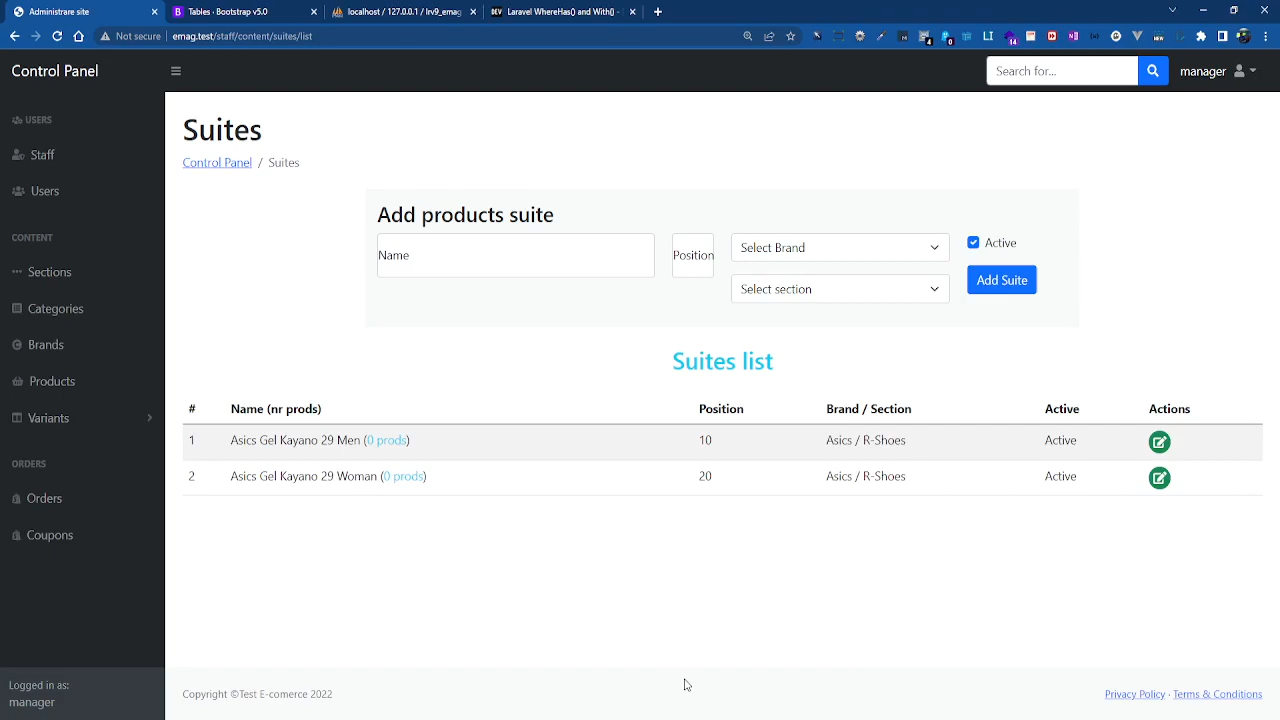 Administrare site
Tables · Bootstrap v5.0
localhost / 127.0.0.1 / lrv9_emag
Laravel WhereHas() and With() -
Not secure
emag.test/staff/content/suites/list
Control Panel
Search for...
manager
USERS
Staff
Users
CONTENT
Sections
Categories
Brands
Products
Variants
ORDERS
Orders
Coupons
Logged in as:
manager
Suites
Control Panel / Suites
Add products suite
Name
Position
Select Brand
Select section
Active
Add Suite
Suites list
# Name (nr prods) Position Brand / Section Active Actions
1 Asics Gel Kayano 29 Men (0 prods) 10 Asics / R-Shoes Active
2 Asics Gel Kayano 29 Woman (0 prods) 20 Asics / R-Shoes Active
Copyright ©Test E-comerce 2022
Privacy Policy · Terms & Conditions